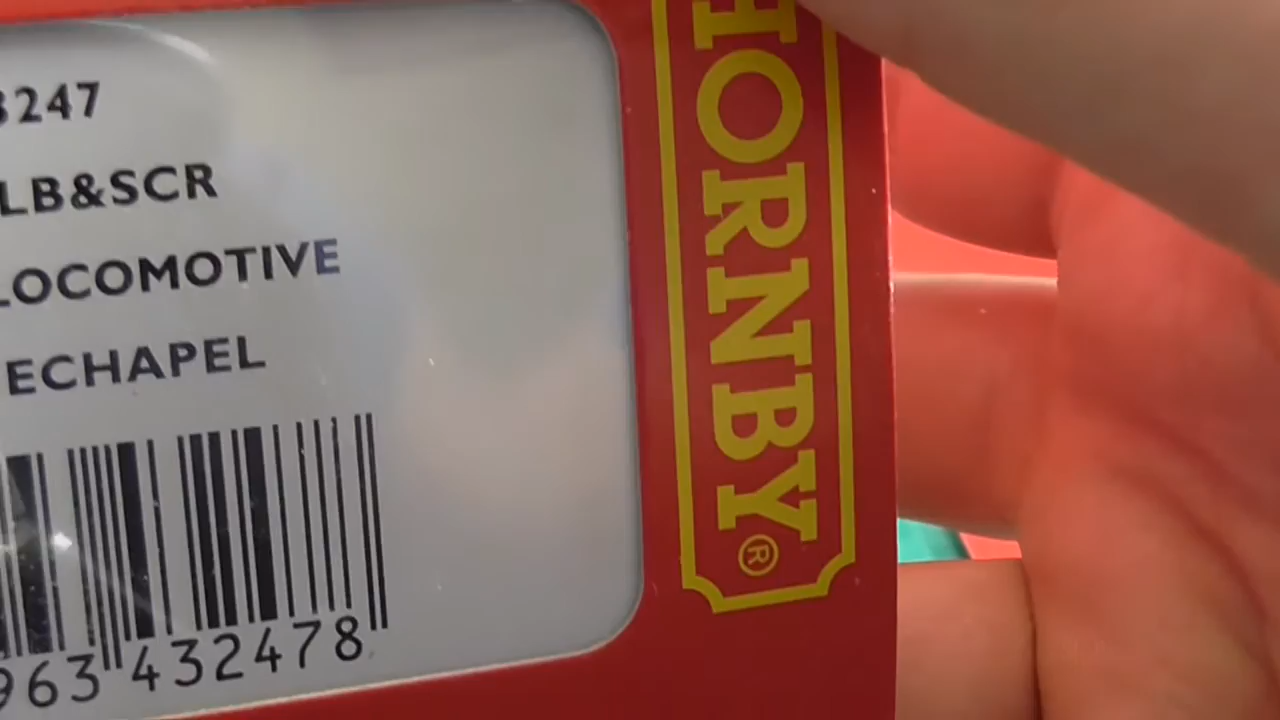 3247
LB&SCR
LOCOMOTIVE
ECHAPEL
963 432478
HORNBY®